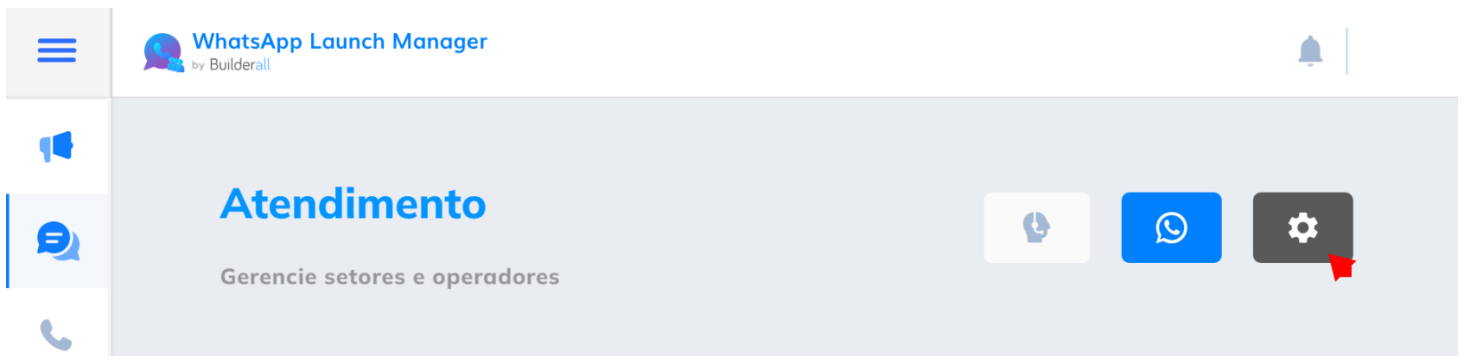 WhatsApp Launch Manager
by Builderall
Atendimento
Gerencie setores e operadores